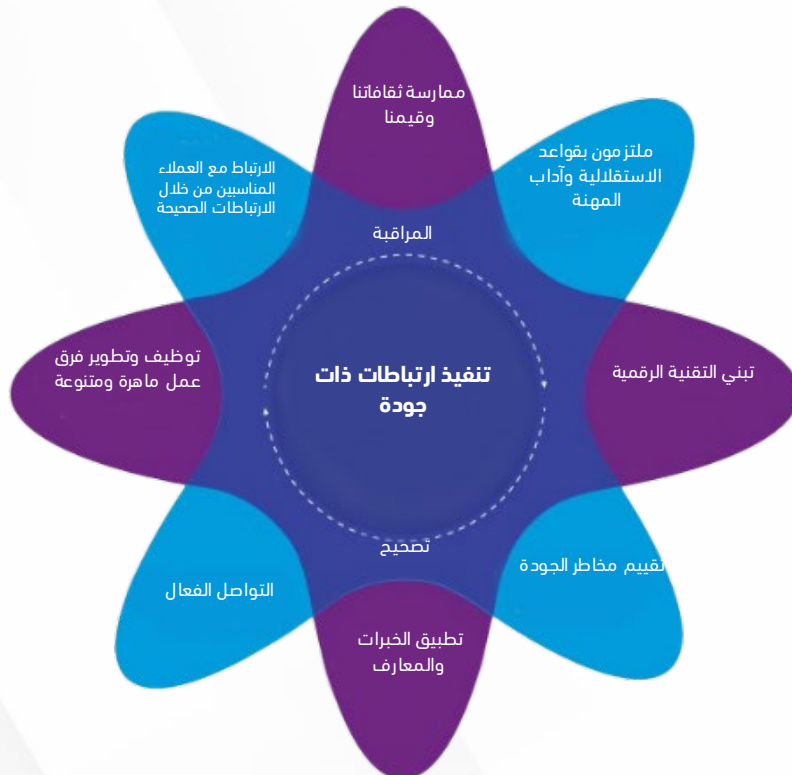 ممارسة ثقافاتنا
وقيمنا
ملتزمون بقواعد
الاستقلالية وآداب
المهنة
الارتباط مع العملاء
المناسبين من خلال
الارتباطات الصحيحة
المراقبة
تبني التقنية الرقمية
تنفيذ ارتباطات ذات
جودة
توظيف وتطوير فرق
عمل ماهرة ومتنوعة
تصحيح
تقييم مخاطر الجودة
التواصل الفعال
تطبيق الخبرات
والمعارف